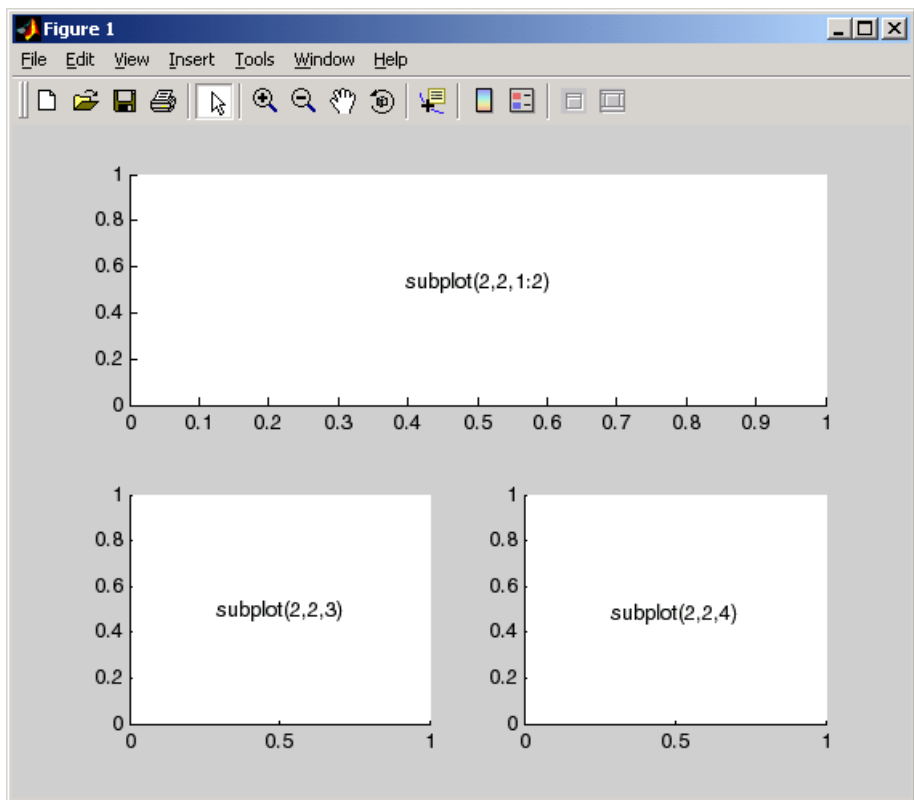 Figure 1
File Edit View Insert Tools Window Help
1
0.8
0.6
subplot(2,2,1:2)
0.4
0.2
0
0 0.1 0.2 0.3 0.4 0.5 0.6 0.7 0.8 0.9 1
1 1
0.8 0.8
0.6 0.6
subplot(2,2,3) subplot(2,2,4)
0.4 0.4
0.2 0.2
0 0
0 0.5 1 0 0.5 1